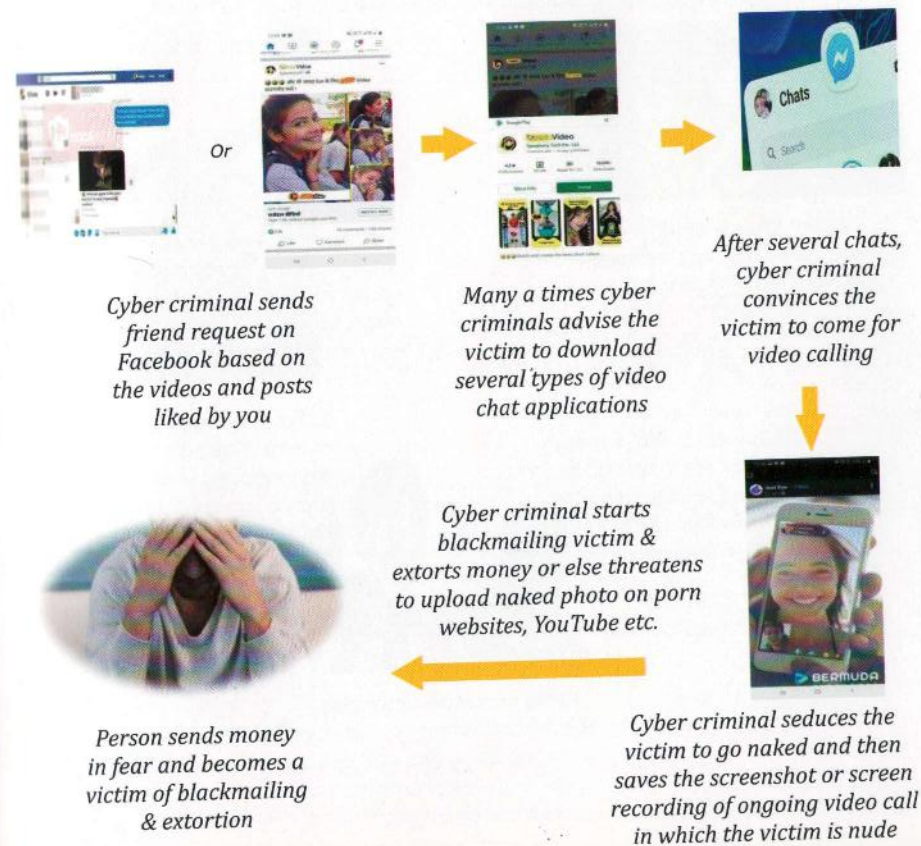 Or
Video
GooglePlay
Video
Chats
Search
Cyber criminal sends
friend request on
Facebook based on
the videos and posts
liked by you
Many a times cyber
criminals advise the
victim to download
several types of video
chat applications
After several chats,
cyber criminal
convinces the
victim to come for
video calling
BERMUDA
Cyber criminal seduces the
victim to go naked and then
saves the screenshot or screen
recording of ongoing video call
in which the victim is nude
Cyber criminal starts
blackmailing victim &
extorts money or else threatens
to upload naked photo on porn
websites, YouTube etc.
Person sends money
in fear and becomes a
victim of blackmailing
& extortion